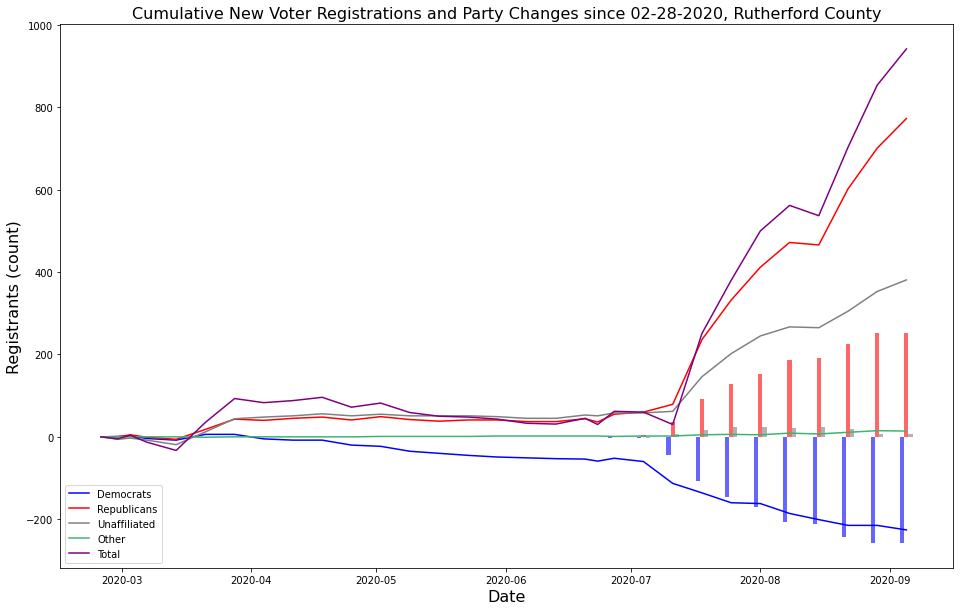 Cumulative New Voter Registrations and Party Changes since 02-28-2020, Rutherford County
Registrants (count)
1000
800
600
400
200
0
−200
Democrats
Republicans
Unaffiliated
Other
Total
2020-03
2020-04
2020-05
2020-06
2020-07
2020-08
2020-09
Date